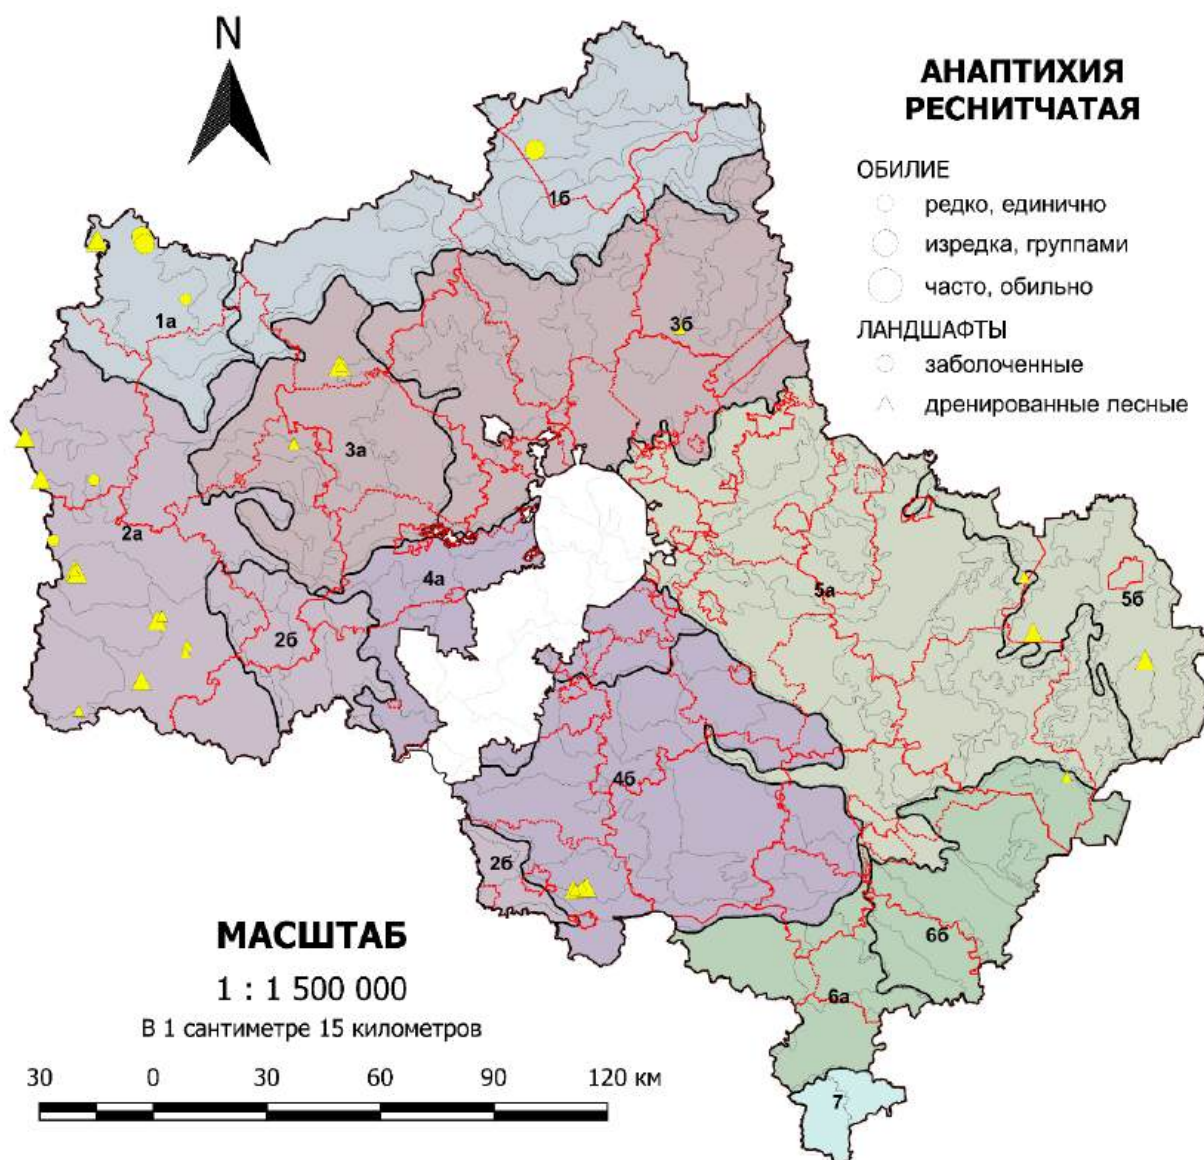 N
АНАПТИХИЯ
РЕСНИТЧАТАЯ
ОБИЛИЕ
редко, единично
изредка, группами
часто, обильно
ЛАНДШАФТЫ
заболоченные
дренированные лесные
1б
1а
3б
3а
2а
4а
5а
5б
2б
4б
2б
6б
6а
7
МАСШТАБ
1 : 1 500 000
В 1 сантиметре 15 километров
30 0 30 60 90 120 км